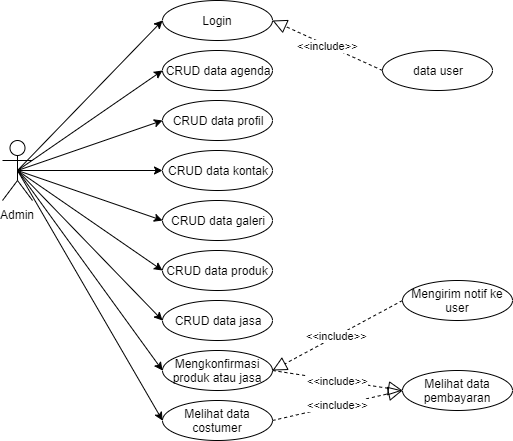 Login
<<include>>
data user
CRUD data agenda
CRUD data profil
Admin
CRUD data kontak
CRUD data galeri
CRUD data produk
Mengirim notif ke
user
CRUD data jasa
<<include>>
Mengkonfirmasi
produk atau jasa
<<include>>
Melihat data
pembayaran
<<include>>
Melihat data
costumer